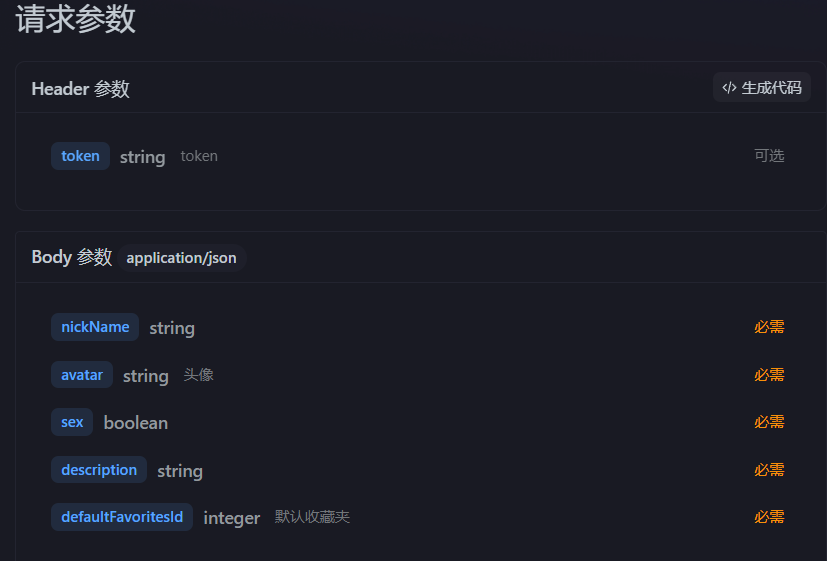 请求参数
Header 参数 生成代码
token string token 可选
Body 参数 application/json
nickName string 必需
avatar string 头像 必需
sex boolean 必需
description string 必需
defaultFavoritesId integer 默认收藏夹 必需